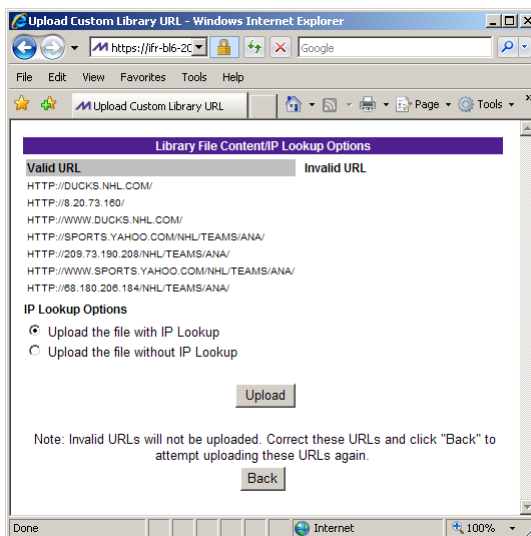 Upload Custom Library URL - Windows Internet Explorer
https://ifr-bl6-20
Google
File Edit View Favorites Tools Help
Upload Custom Library URL
Page Tools »
Library File Content/IP Lookup Options
Valid URL Invalid URL
HTTP://DUCKS.NHL.COM/
HTTP://8.20.73.160/
HTTP://WWW.DUCKS.NHL.COM/
HTTP://SPORTS.YAHOO.COM/NHL/TEAMS/ANA/
HTTP://209.73.190.208/NHL/TEAMS/ANA/
HTTP://WWW.SPORTS.YAHOO.COM/NHL/TEAMS/ANA/
HTTP://68.180.206.184/NHL/TEAMS/ANA/
IP Lookup Options
Upload the file with IP Lookup
Upload the file without IP Lookup
Upload
Note: Invalid URLs will not be uploaded. Correct these URLs and click "Back" to
attempt uploading these URLs again.
Back
Done Internet 100%